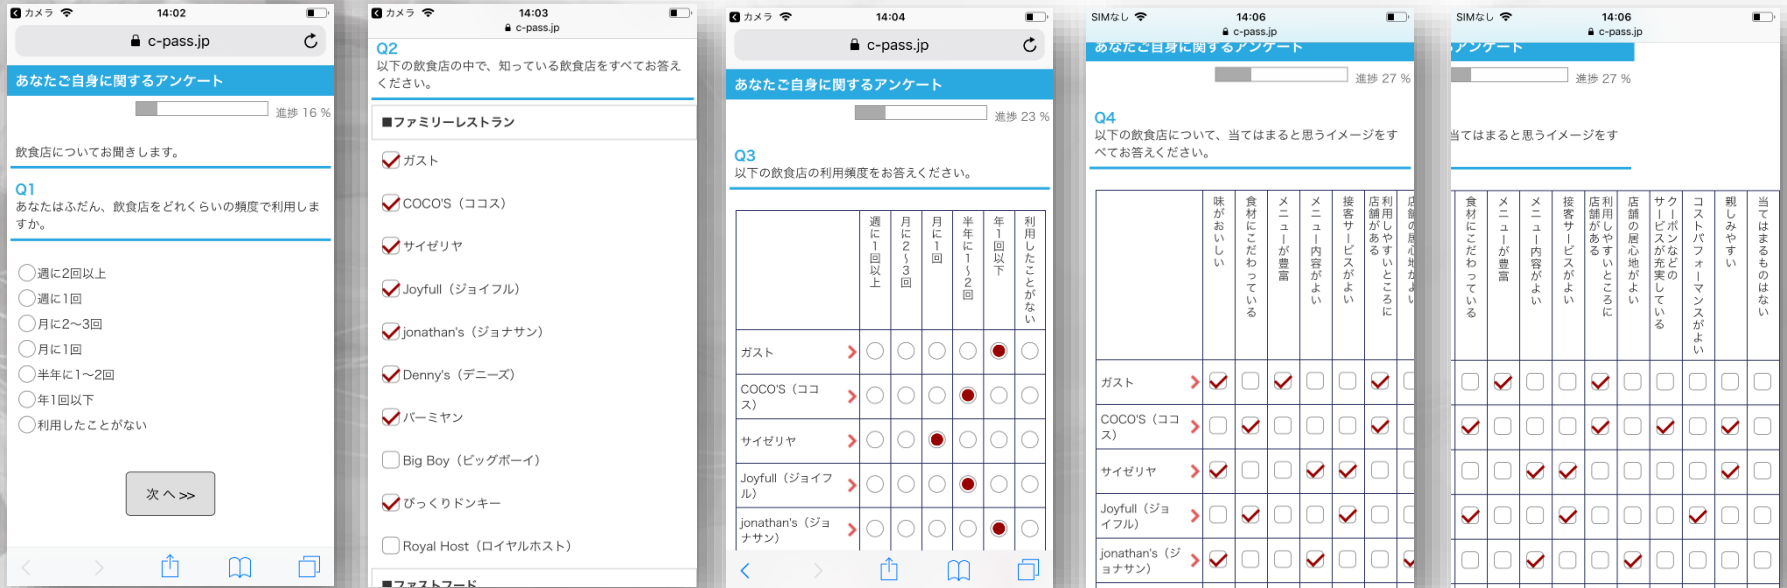 カメラ 14:02
c-pass.jp
あなたご自身に関するアンケート
進捗 16 %
飲食店についてお聞きします。
Q1
あなたはふだん、飲食店をどれくらいの頻度で利用しま
すか。
週に2回以上
週に1回
月に2〜3回
月に1回
半年に1〜2回
年1回以下
利用したことがない
次 へ >>
カメラ 14:03
c-pass.jp
Q2
以下の飲食店の中で、知っている飲食店をすべてお答え
ください。
■ファミリーレストラン
ガスト
COCO'S（ココス）
サイゼリヤ
Joyfull（ジョイフル）
jonathan's（ジョナサン）
Denny's（デニーズ）
バーミヤン
Big Boy（ビッグボーイ）
びっくりドンキー
Royal Host（ロイヤルホスト）
■ファストフード
カメラ 14:04
c-pass.jp
あなたご自身に関するアンケート
進捗 23 %
Q3
以下の飲食店の利用頻度をお答えください。
週に1回以上
月に2〜3回
月に1回
半年に1〜2回
年1回以下
利用したことがない
ガスト
COCO'S（ココ
ス）
サイゼリヤ
Joyfull（ジョイフ
ル）
jonathan's（ジョ
ナサン）
SIMなし 14:06
c-pass.jp
あなたご自身に関するアンケート
進捗 27 %
Q4
以下の飲食店について、当てはまると思うイメージをす
べてお答えください。
味がおいしい
食材にこだわっている
メニューが豊富
メニュー内容がよい
接客サービスがよい
利用しやすいところに
店舗がある
店舗の居心地がよい
ガスト
COCO'S（ココ
ス）
サイゼリヤ
Joyfull（ジョ
イフル）
jonathan's（ジ
ョナサン）
SIMなし 14:06
c-pass.jp
アンケート
進捗 27 %
当てはまると思うイメージをす
食材にこだわっている
メニューが豊富
メニュー内容がよい
接客サービスがよい
利用しやすいところに
店舗がある
店舗の居心地がよい
クーポンなどの
サービスが充実している
コストパフォーマンスがよい
親しみやすい
当てはまるものはない